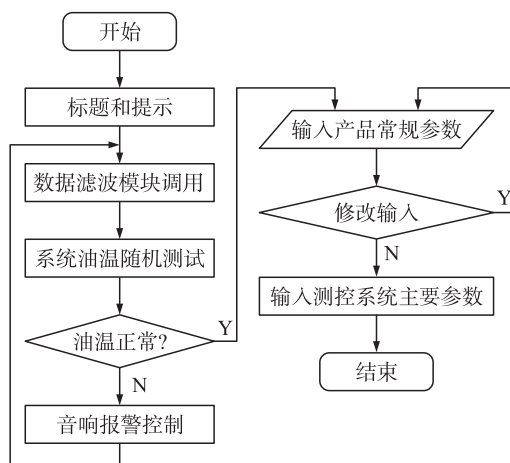 开始
标题和提示
数据滤波模块调用
系统油温随机测试
油温正常?
Y
N
音响报警控制
输入产品常规参数
修改输入
Y
N
输入测控系统主要参数
结束